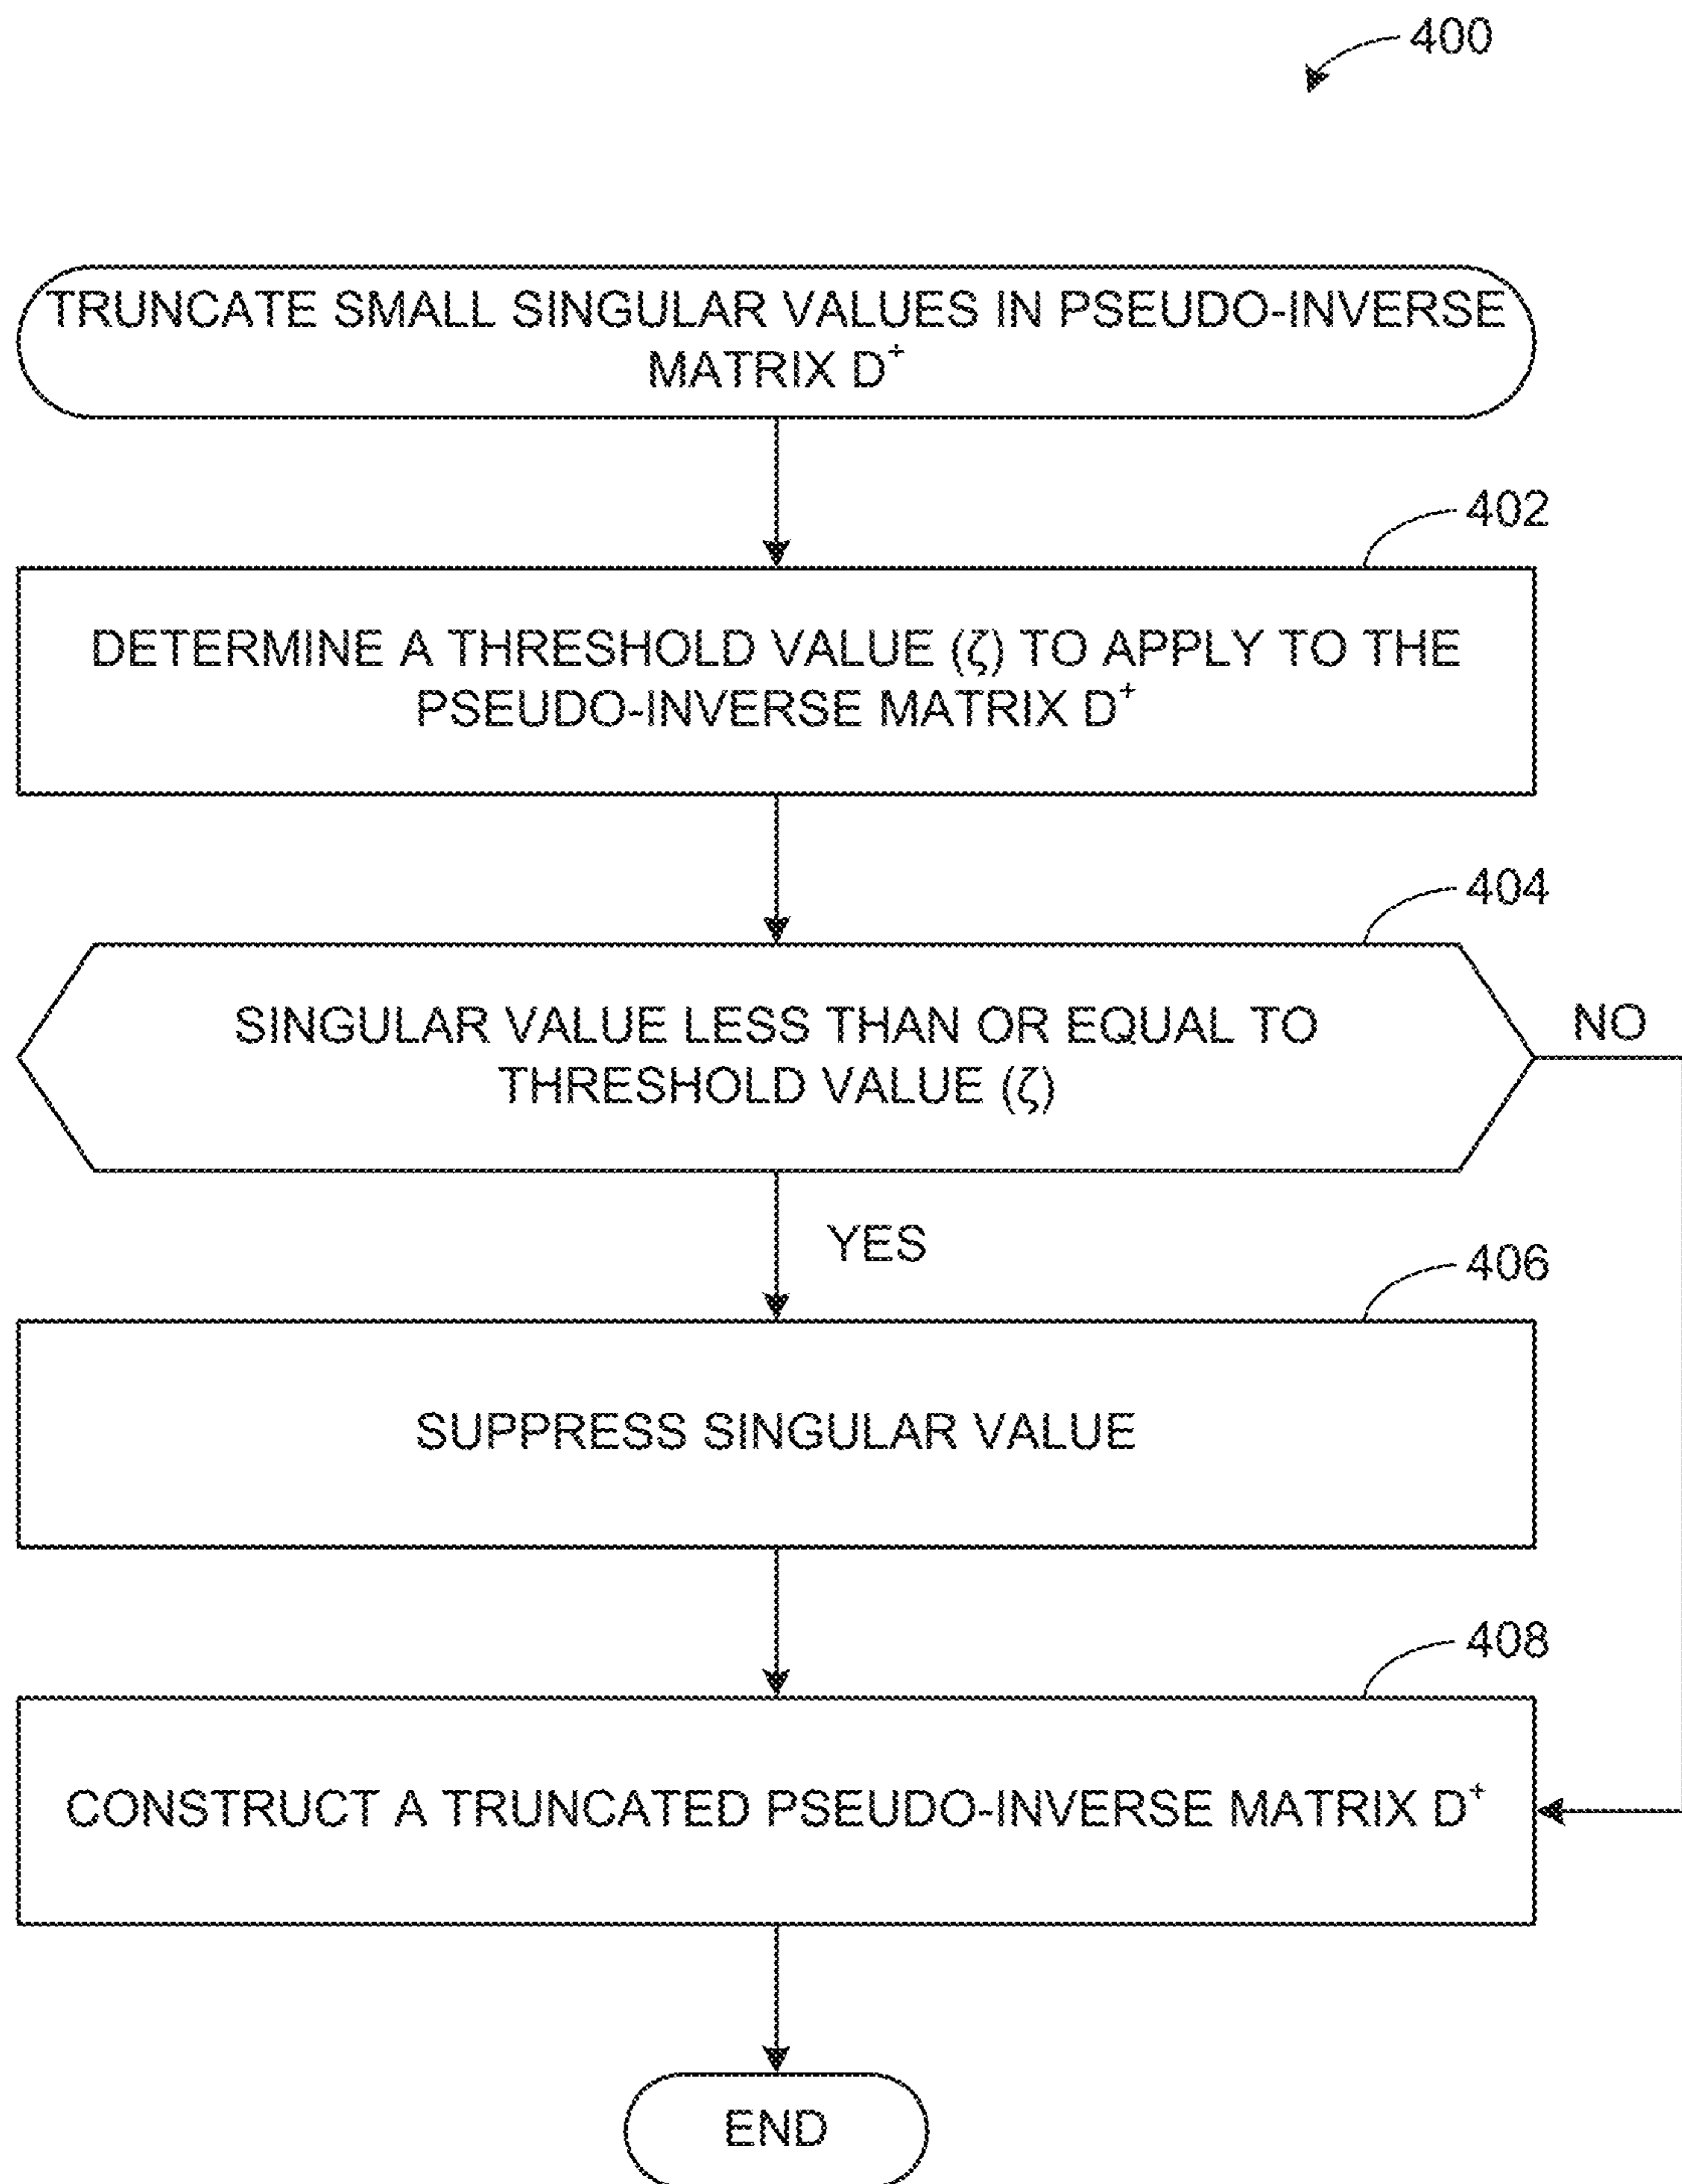 400
TRUNCATE SMALL SINGULAR VALUES IN PSEUDO-INVERSE
MATRIX D⁺
402
DETERMINE A THRESHOLD VALUE (ζ) TO APPLY TO THE
PSEUDO-INVERSE MATRIX D⁺
404
SINGULAR VALUE LESS THAN OR EQUAL TO
THRESHOLD VALUE (ζ)
NO
YES
406
SUPPRESS SINGULAR VALUE
408
CONSTRUCT A TRUNCATED PSEUDO-INVERSE MATRIX D⁺
END